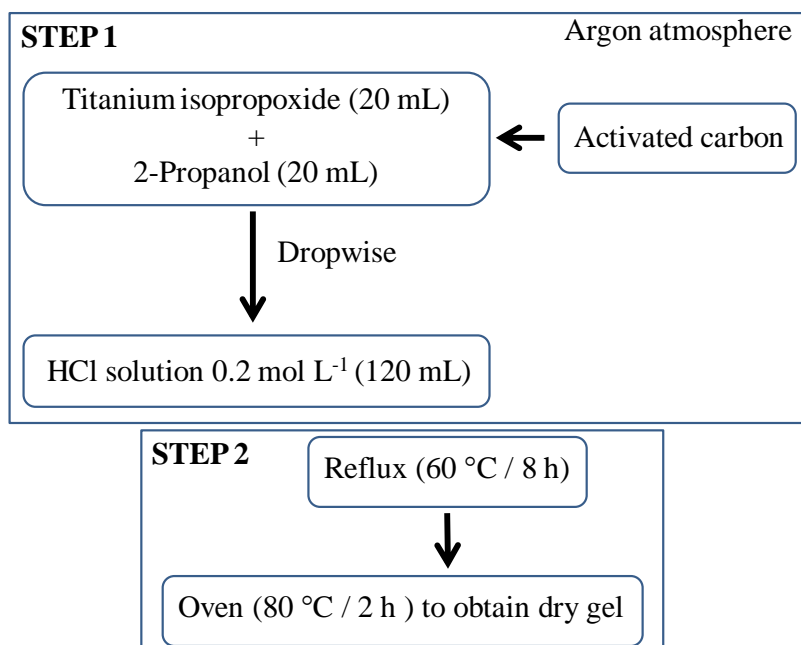 STEP 1
Argon atmosphere
Titanium isopropoxide (20 mL)
+
2-Propanol (20 mL)
Activated carbon
Dropwise
HCl solution 0.2 mol L⁻¹ (120 mL)
STEP 2
Reflux (60 °C / 8 h)
Oven (80 °C / 2 h ) to obtain dry gel